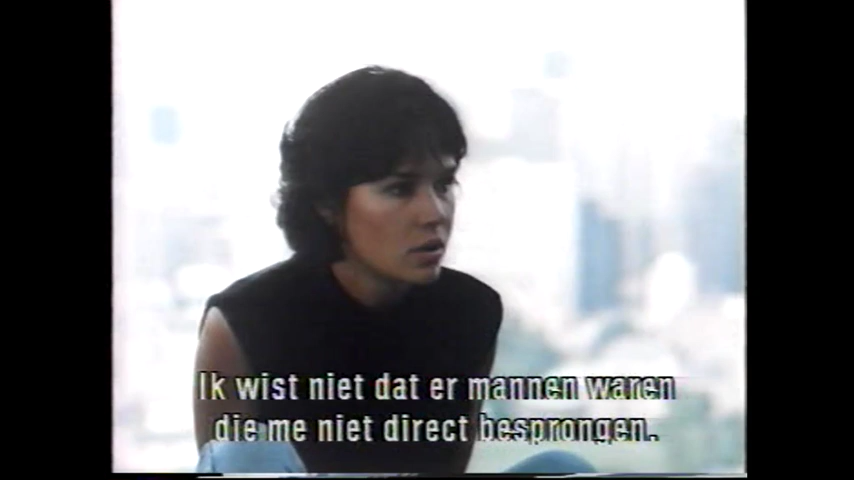 Ik wist niet dat er mannen waren
die me niet direct besprongen.